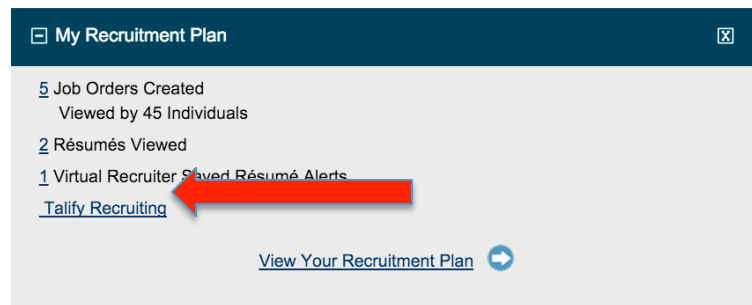 My Recruitment Plan
5 Job Orders Created
Viewed by 45 Individuals
2 Résumés Viewed
1 Virtual Recruiter Saved Résumé Alerts
Talify Recruiting
View Your Recruitment Plan